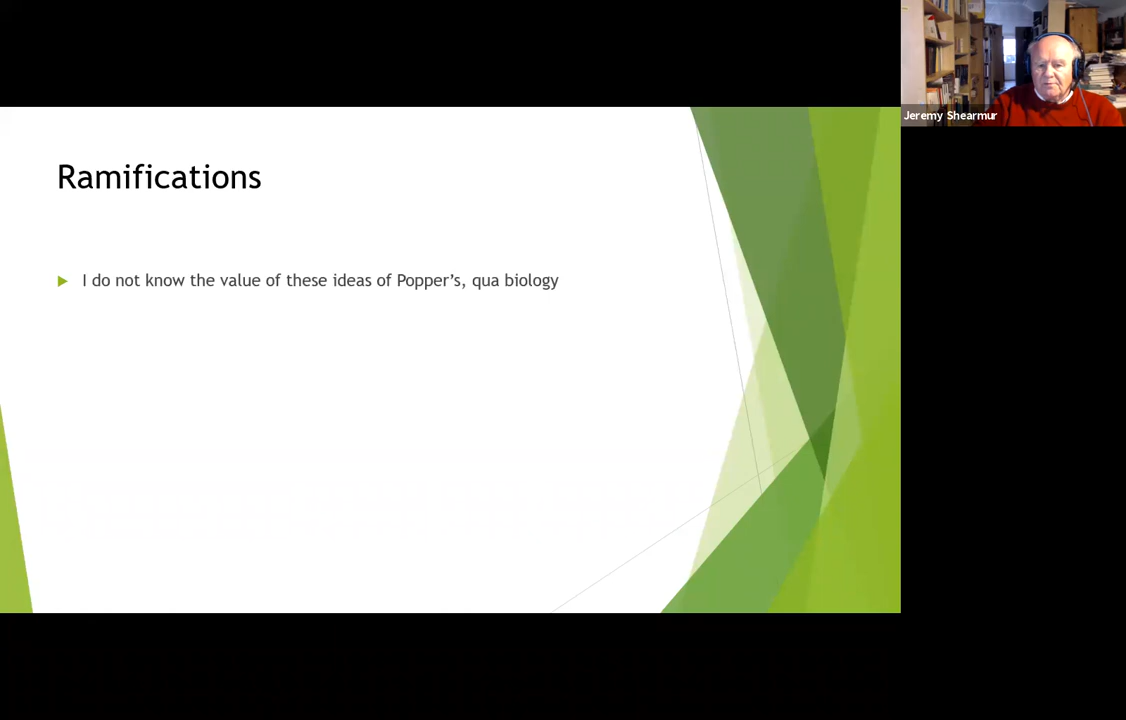 Jeremy Shearmur
Ramifications
I do not know the value of these ideas of Popper's, qua biology